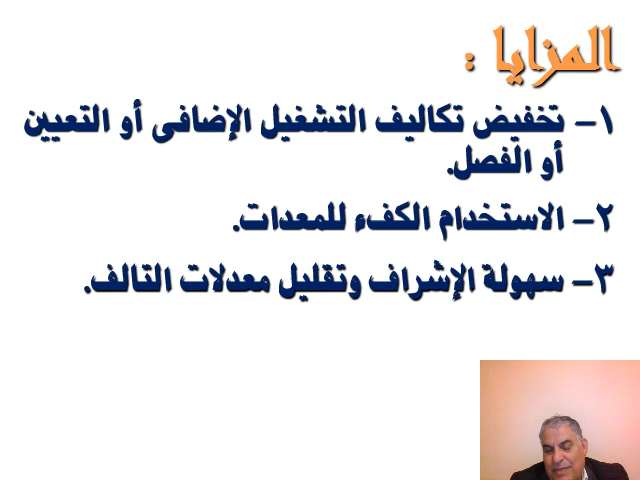 المزايا :
١- تخفيض تكاليف التشغيل الإضافى أو التعيين
أو الفصل.
٢- الاستخدام الكفء للمعدات.
٣- سهولة الإشراف وتقليل معدلات التالف.